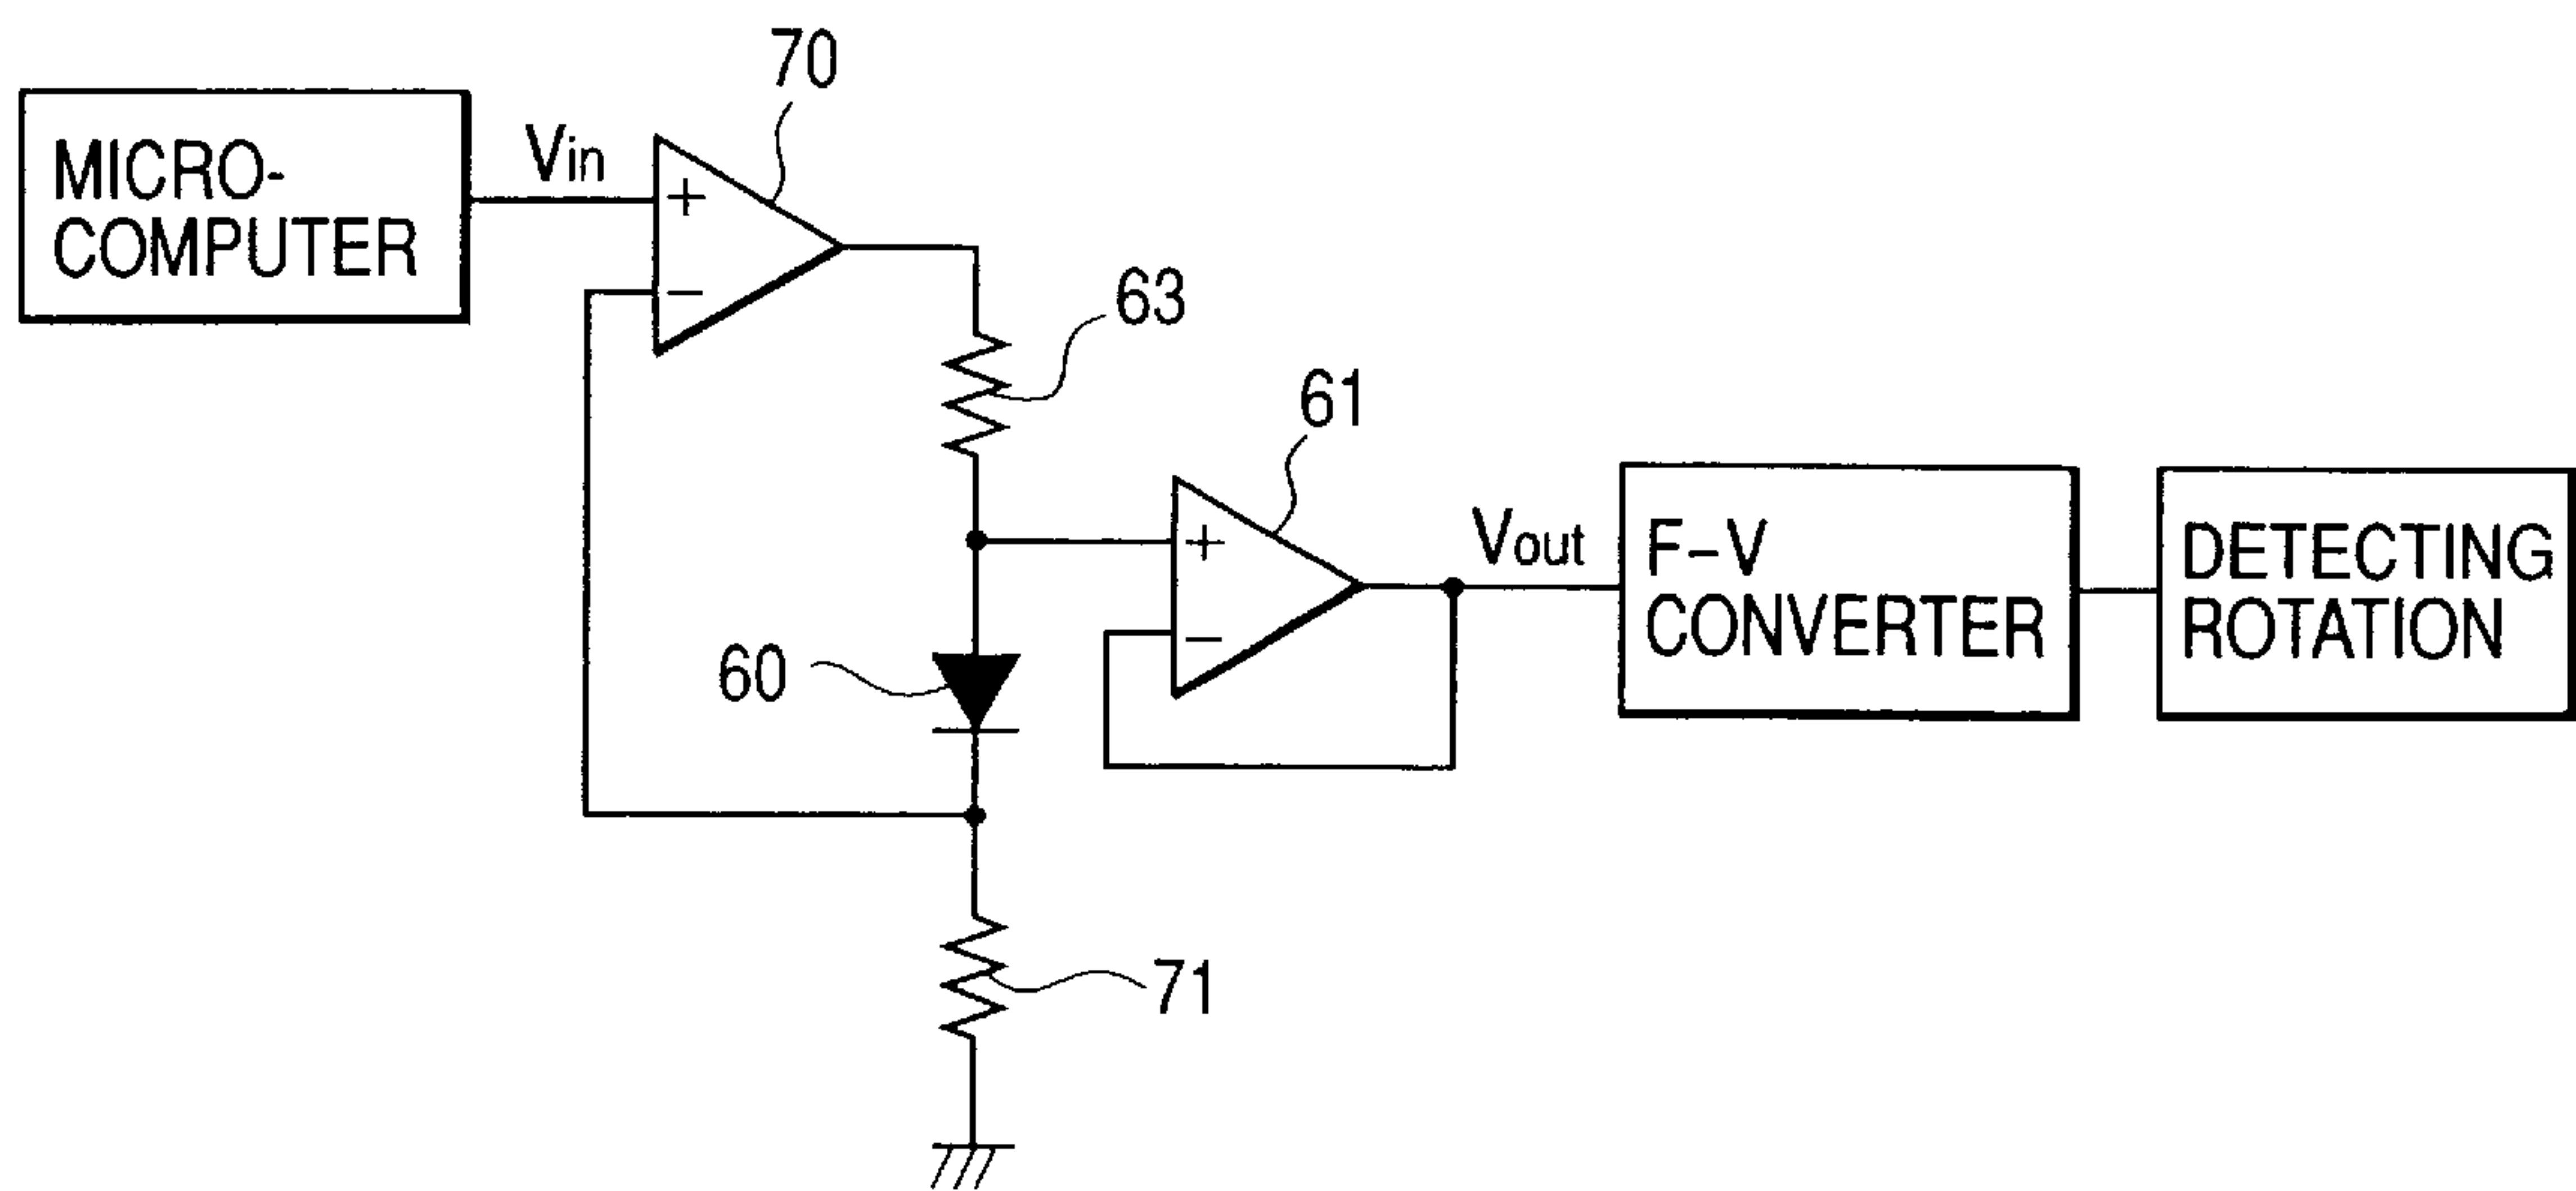 70
MICRO-
COMPUTER
Vin
+
−
63
61
+
−
Vout
F−V
CONVERTER
DETECTING
ROTATION
60
71